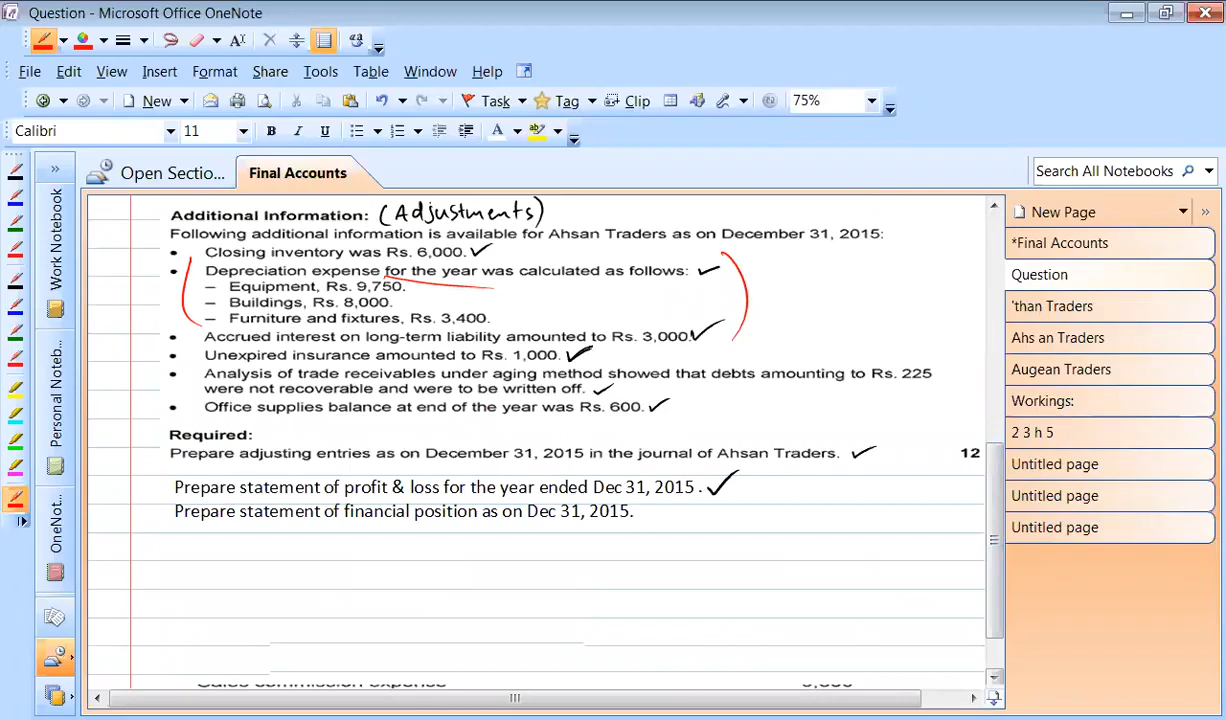 Question - Microsoft Office OneNote
File Edit View Insert Format Share Tools Table Window Help
New Task Tag Clip 75%
Calibri 11 B I U A
Open Sectio... Final Accounts Search All Notebooks
Work Notebook
Personal Noteb...
OneNot...
Additional Information: (Adjustments)
Following additional information is available for Ahsan Traders as on December 31, 2015:
• Closing inventory was Rs. 6,000.
• Depreciation expense for the year was calculated as follows:
– Equipment, Rs. 9,750.
– Buildings, Rs. 8,000.
– Furniture and fixtures, Rs. 3,400.
• Accrued interest on long-term liability amounted to Rs. 3,000.
• Unexpired insurance amounted to Rs. 1,000.
• Analysis of trade receivables under aging method showed that debts amounting to Rs. 225
were not recoverable and were to be written off.
• Office supplies balance at end of the year was Rs. 600.
Required:
Prepare adjusting entries as on December 31, 2015 in the journal of Ahsan Traders. 12
Prepare statement of profit & loss for the year ended Dec 31, 2015 .
Prepare statement of financial position as on Dec 31, 2015.
Sales commission expense
New Page
*Final Accounts
Question
'than Traders
Ahs an Traders
Augean Traders
Workings:
2 3 h 5
Untitled page
Untitled page
Untitled page